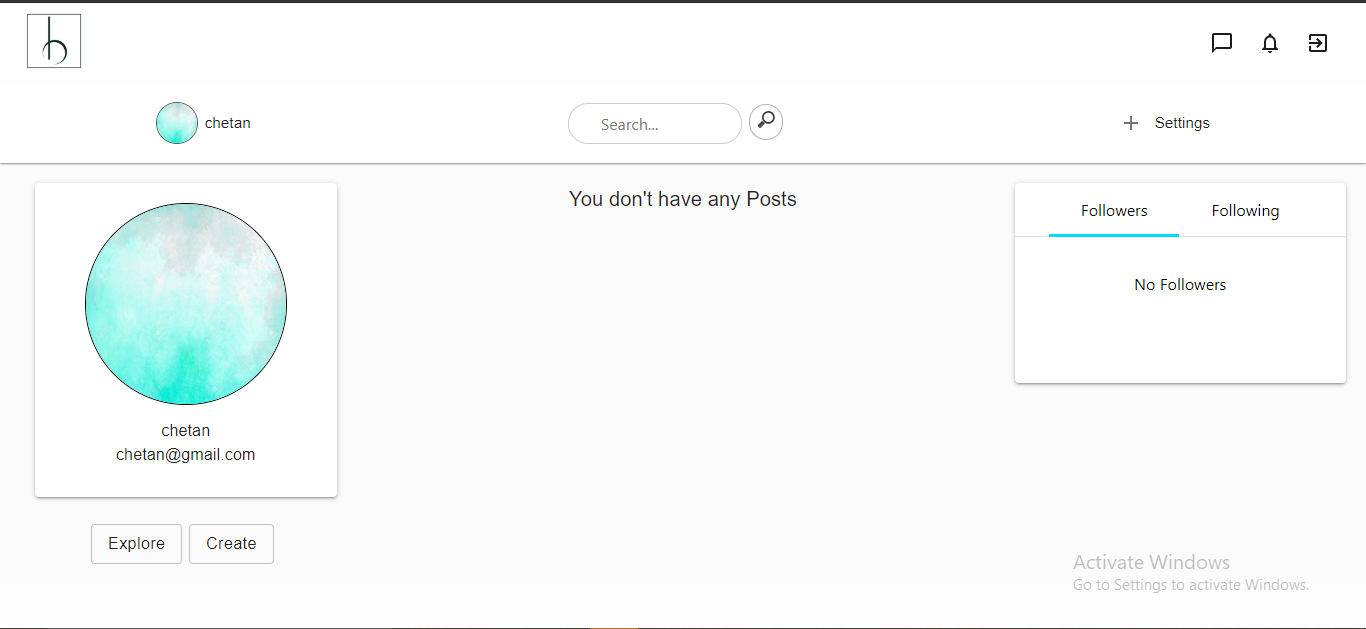 chetan
Search...
Settings
You don't have any Posts
Followers Following
No Followers
chetan
chetan@gmail.com
Explore Create
Activate Windows
Go to Settings to activate Windows.